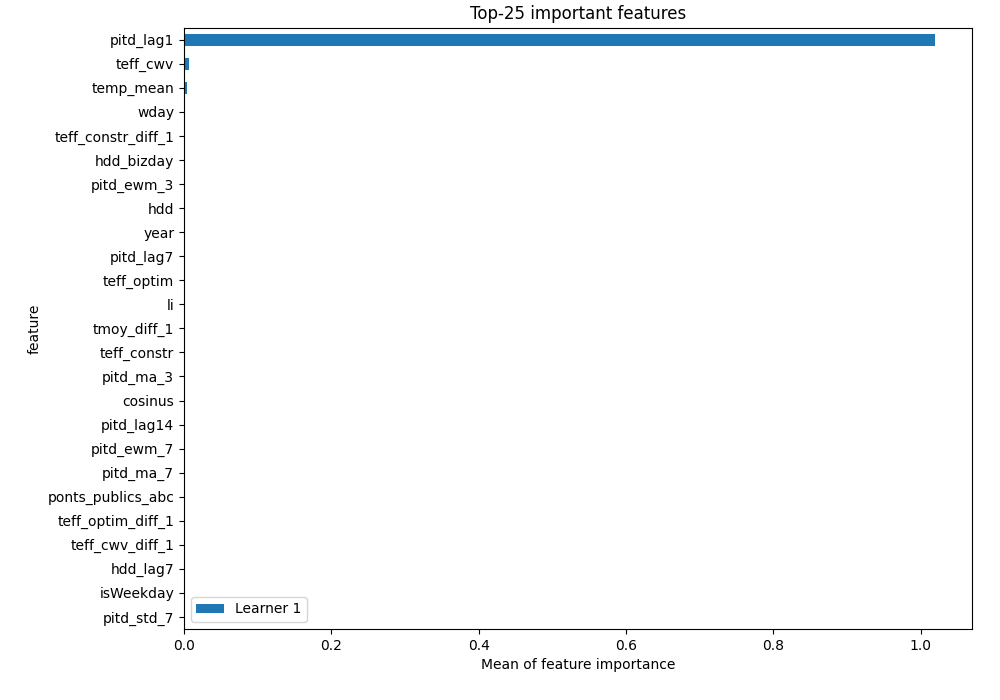 Top-25 important features
pitd_lag1
teff_cwv
temp_mean
wday
teff_constr_diff_1
hdd_bizday
pitd_ewm_3
hdd
year
pitd_lag7
teff_optim
li
tmoy_diff_1
teff_constr
pitd_ma_3
cosinus
pitd_lag14
pitd_ewm_7
pitd_ma_7
ponts_publics_abc
teff_optim_diff_1
teff_cwv_diff_1
hdd_lag7
isWeekday
pitd_std_7
feature
Learner 1
0.0 0.2 0.4 0.6 0.8 1.0
Mean of feature importance